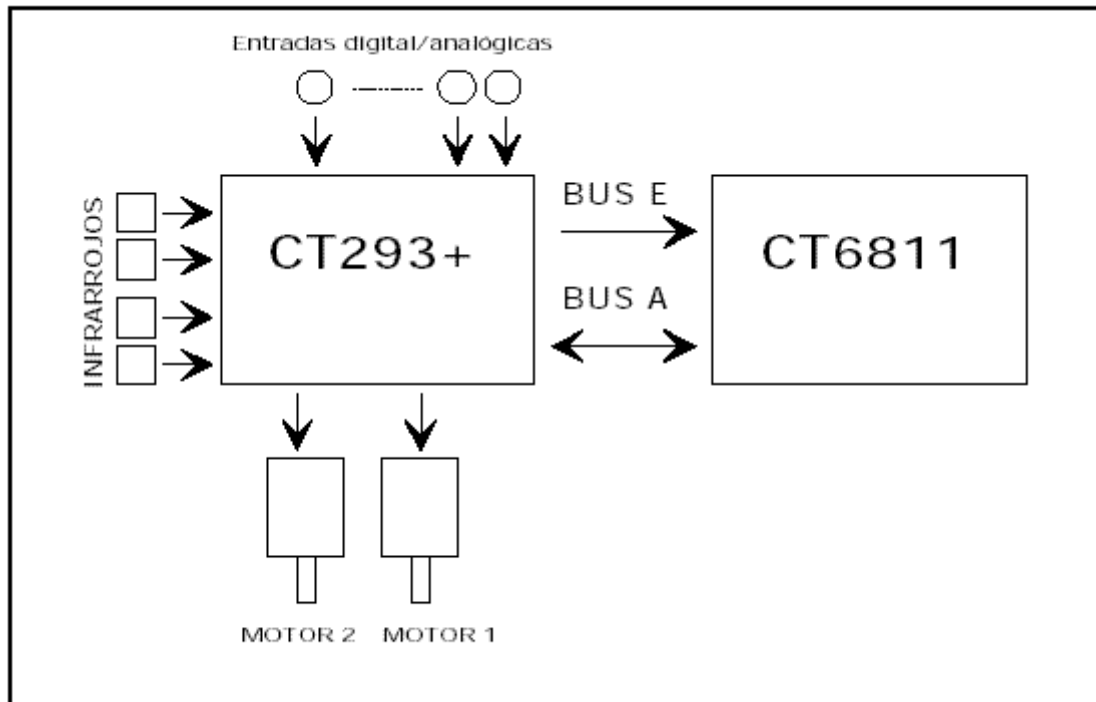 Entradas digital/analógicas
INFRARROJOS
CT293+
BUS E
BUS A
CT6811
MOTOR 2
MOTOR 1